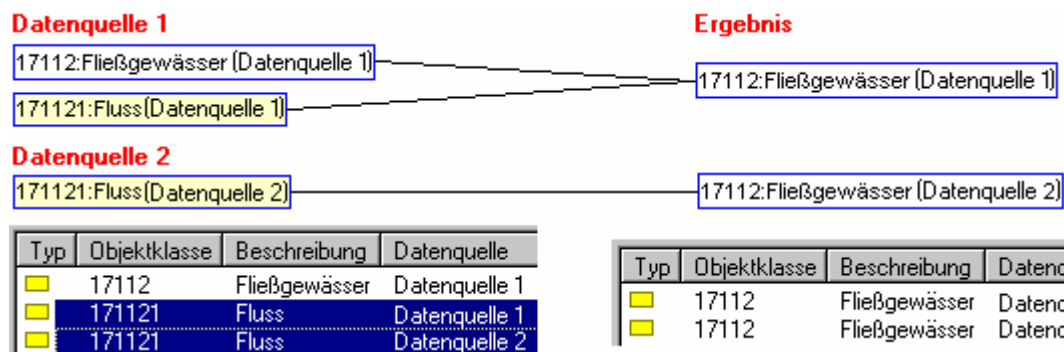 Datenquelle 1
Ergebnis
17112:Fließgewässer (Datenquelle 1)
17112:Fließgewässer (Datenquelle 1)
171121:Fluss(Datenquelle 1)
Datenquelle 2
171121:Fluss(Datenquelle 2)
17112:Fließgewässer (Datenquelle 2)
Typ Objektklasse Beschreibung Datenquelle
17112 Fließgewässer Datenquelle 1
171121 Fluss Datenquelle 1
171121 Fluss Datenquelle 2
Typ Objektklasse Beschreibung
17112 Fließgewässer
17112 Fließgewässer